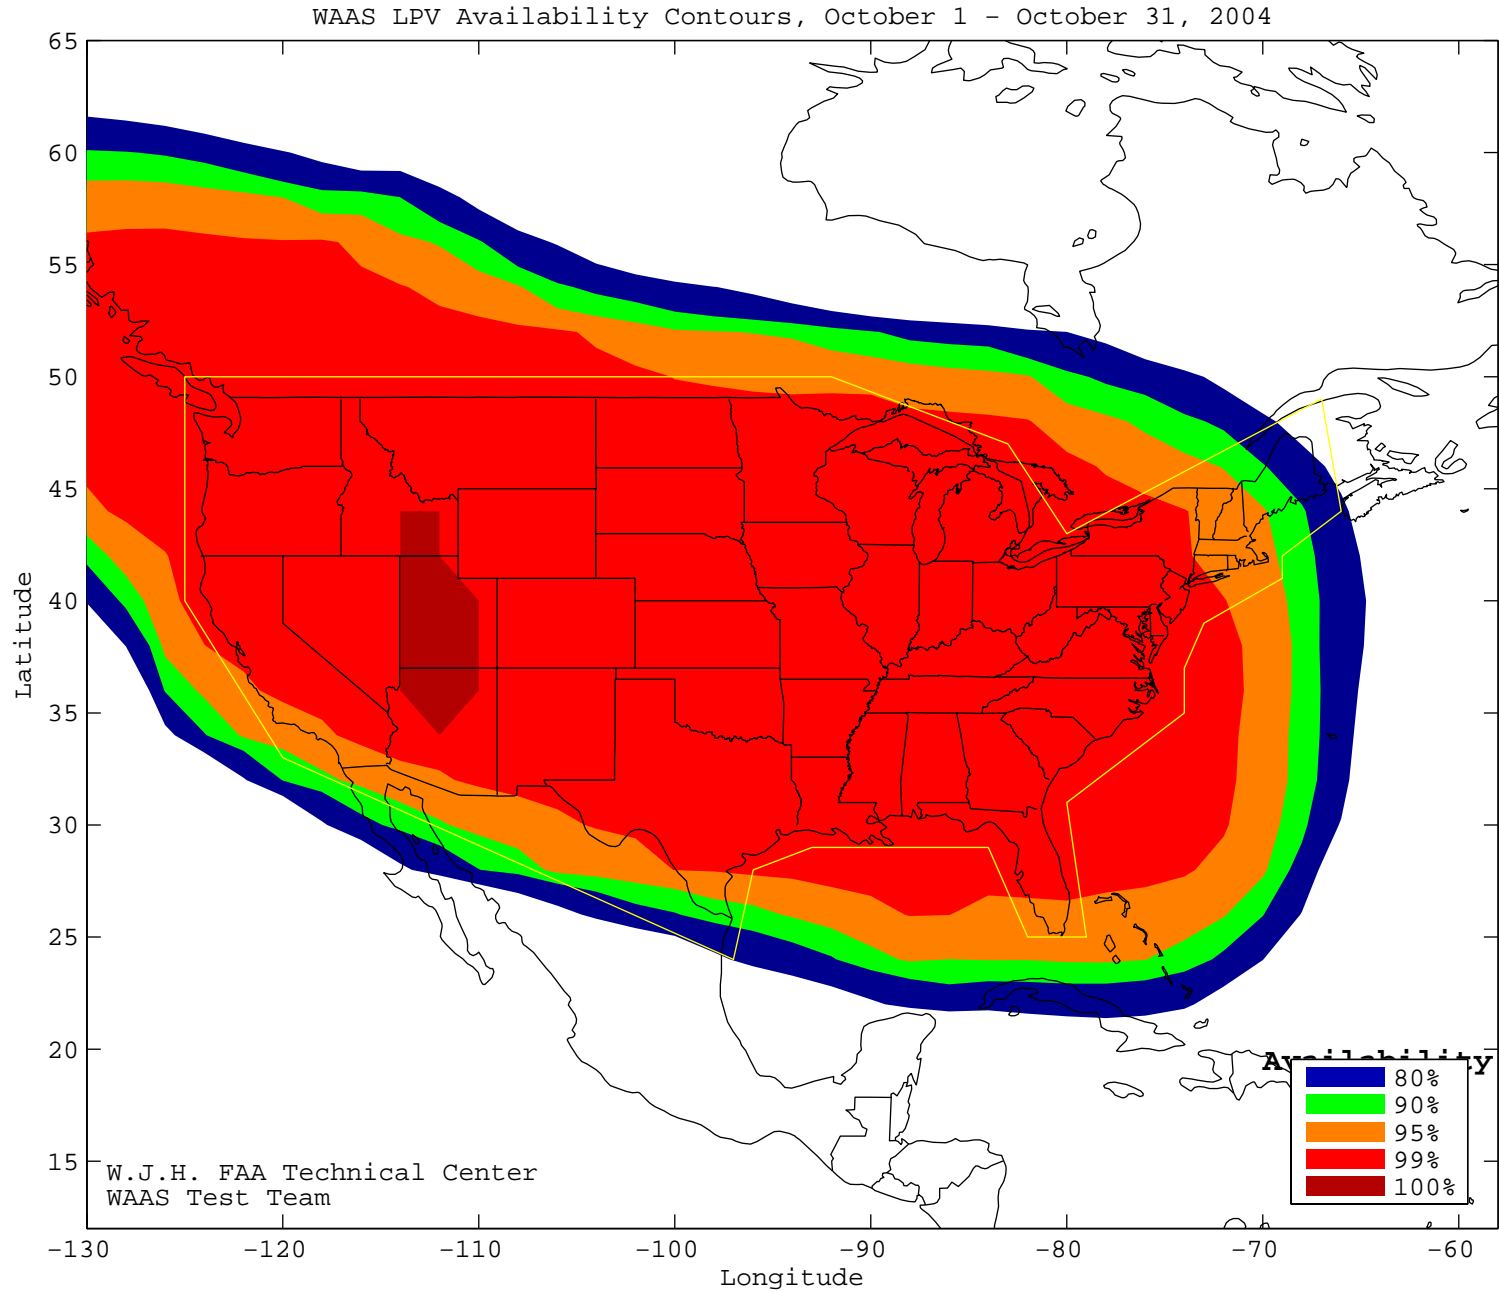 WAAS LPV Availability Contours, October 1 - October 31, 2004
65
60
55
50
45
40
35
30
25
20
15
Latitude
-130 -120 -110 -100 -90 -80 -70 -60
Longitude
W.J.H. FAA Technical Center
WAAS Test Team
Availability
80%
90%
95%
99%
100%